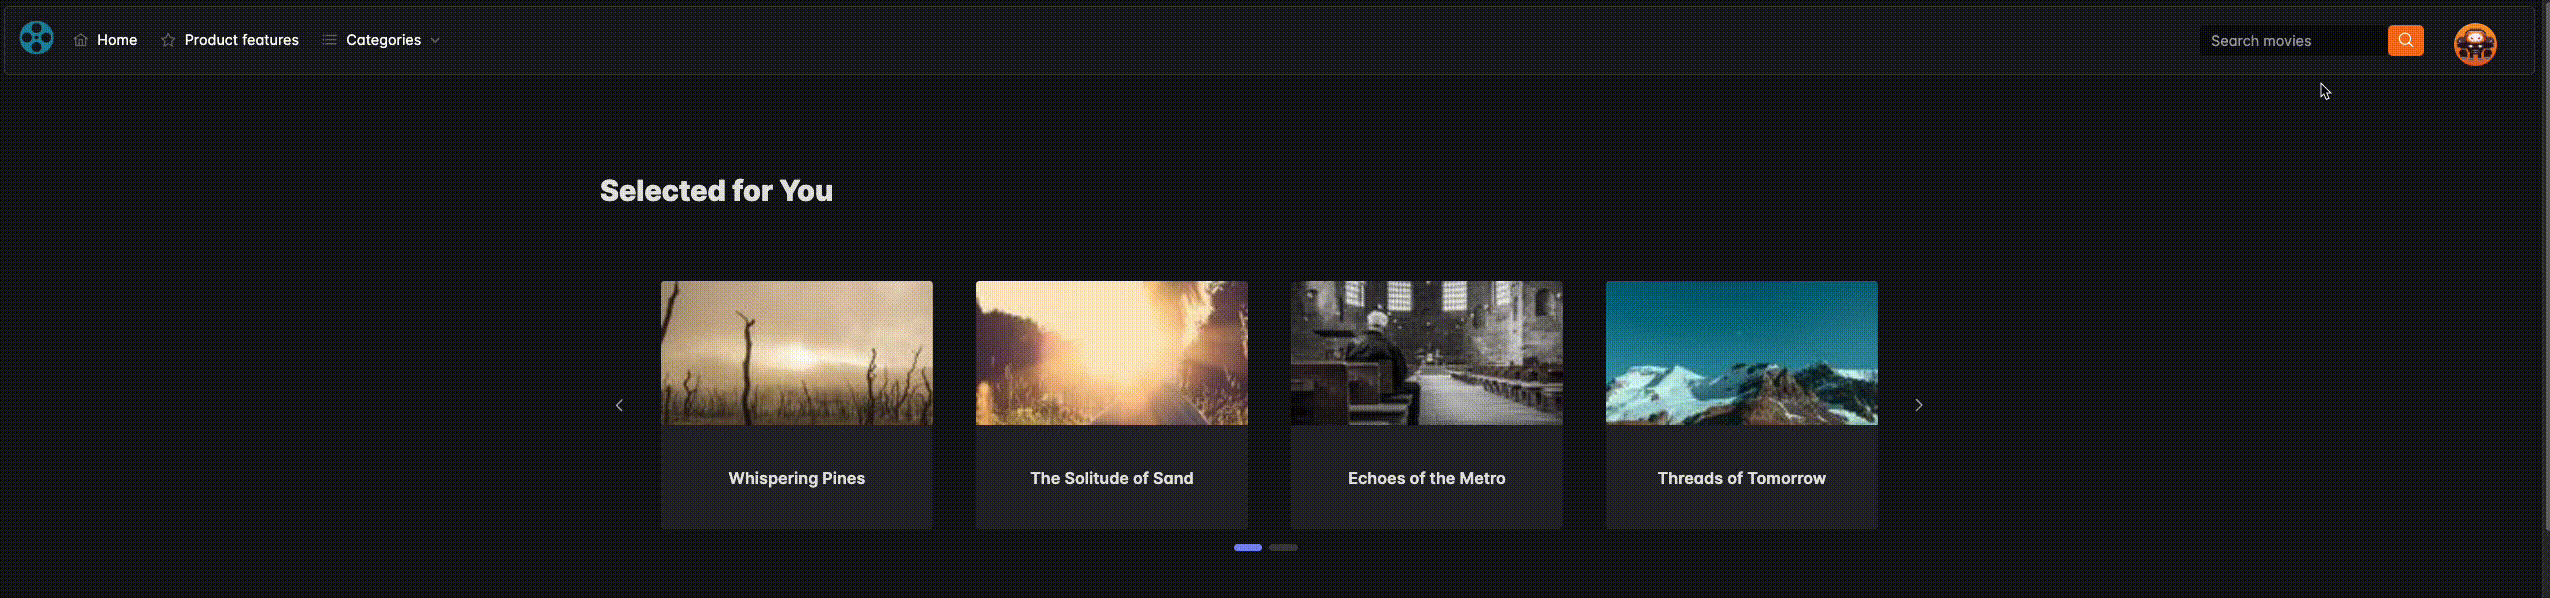 Home Product features Categories Search movies
Selected for You
Whispering Pines The Solitude of Sand Echoes of the Metro Threads of Tomorrow